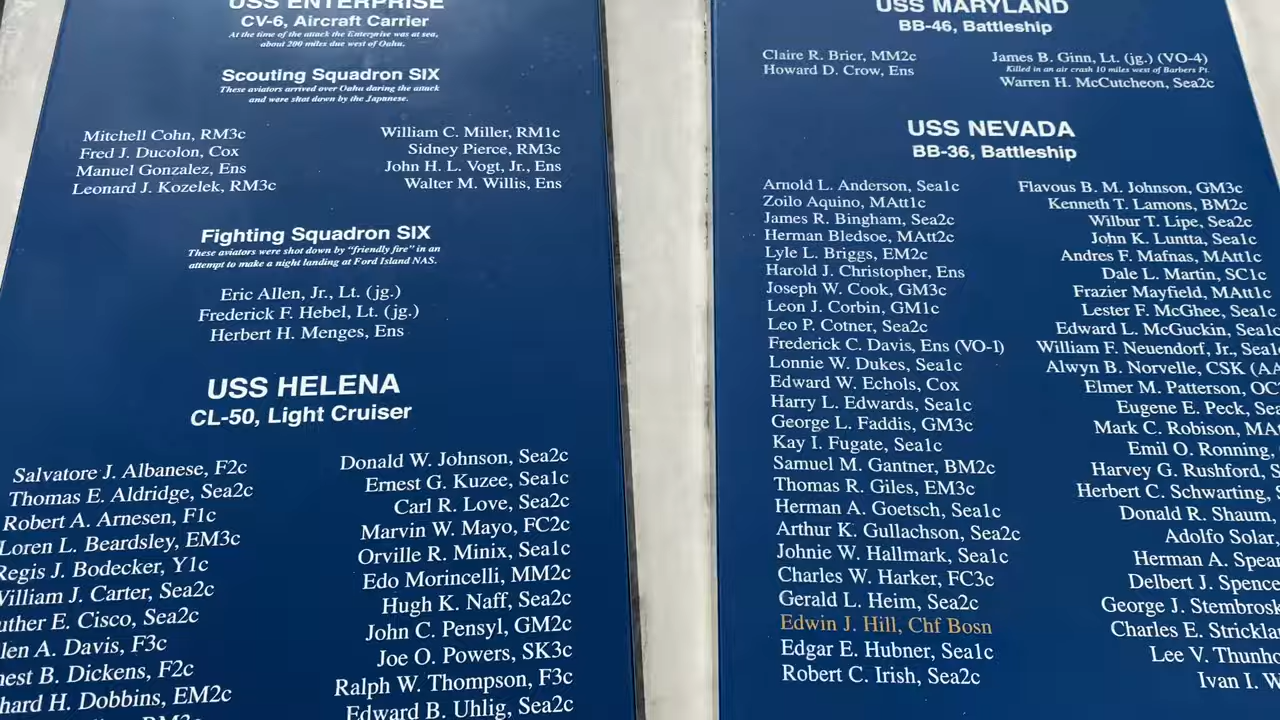 USS ENTERPRISE
CV-6, Aircraft Carrier
At the time of the attack the Enterprise was at sea,
about 200 miles due west of Oahu.
Scouting Squadron SIX
These aviators arrived over Oahu during the attack
and were shot down by the Japanese.
Mitchell Cohn, RM3c
Fred J. Ducolon, Cox
Manuel Gonzalez, Ens
Leonard J. Kozelek, RM3c
William C. Miller, RM1c
Sidney Pierce, RM3c
John H. L. Vogt, Jr., Ens
Walter M. Willis, Ens
Fighting Squadron SIX
These aviators were shot down by "friendly fire" in an
attempt to make a night landing at Ford Island NAS.
Eric Allen, Jr., Lt. (jg.)
Frederick F. Hebel, Lt. (jg.)
Herbert H. Menges, Ens
USS HELENA
CL-50, Light Cruiser
Salvatore J. Albanese, F2c
Thomas E. Aldridge, Sea2c
Robert A. Arnesen, F1c
Loren L. Beardsley, EM3c
Regis J. Bodecker, Y1c
William J. Carter, Sea2c
uther E. Cisco, Sea2c
len A. Davis, F3c
nest B. Dickens, F2c
hard H. Dobbins, EM2c
RM3c
Donald W. Johnson, Sea2c
Ernest G. Kuzee, Sea1c
Carl R. Love, Sea2c
Marvin W. Mayo, FC2c
Orville R. Minix, Sea1c
Edo Morincelli, MM2c
Hugh K. Naff, Sea2c
John C. Pensyl, GM2c
Joe O. Powers, SK3c
Ralph W. Thompson, F3c
Edward B. Uhlig, Sea2c
USS MARYLAND
BB-46, Battleship
Claire R. Brier, MM2c
Howard D. Crow, Ens
James B. Ginn, Lt. (jg.) (VO-4)
Killed in an air crash 10 miles west of Barbers Pt.
Warren H. McCutcheon, Sea2c
USS NEVADA
BB-36, Battleship
Arnold L. Anderson, Sea1c
Zoilo Aquino, MAtt1c
James R. Bingham, Sea2c
Herman Bledsoe, MAtt2c
Lyle L. Briggs, EM2c
Harold J. Christopher, Ens
Joseph W. Cook, GM3c
Leon J. Corbin, GM1c
Leo P. Cotner, Sea2c
Frederick C. Davis, Ens (VO-1)
Lonnie W. Dukes, Sea1c
Edward W. Echols, Cox
Harry L. Edwards, Sea1c
George L. Faddis, GM3c
Kay I. Fugate, Sea1c
Samuel M. Gantner, BM2c
Thomas R. Giles, EM3c
Herman A. Goetsch, Sea1c
Arthur K. Gullachson, Sea2c
Johnie W. Hallmark, Sea1c
Charles W. Harker, FC3c
Gerald L. Heim, Sea2c
Edwin J. Hill, Chf Bosn
Edgar E. Hubner, Sea1c
Robert C. Irish, Sea2c
Flavous B. M. Johnson, GM3c
Kenneth T. Lamons, BM2c
Wilbur T. Lipe, Sea2c
John K. Luntta, Sea1c
Andres F. Mafnas, MAtt1c
Dale L. Martin, SC1c
Frazier Mayfield, MAtt1c
Lester F. McGhee, Sea1c
Edward L. McGuckin, Sea1c
William F. Neuendorf, Jr., Sea1c
Alwyn B. Norvelle, CSK (AA
Elmer M. Patterson, OC
Eugene E. Peck, Sea
Mark C. Robison, MAt
Emil O. Ronning,
Harvey G. Rushford, S
Herbert C. Schwarting, S
Donald R. Shaum,
Adolfo Solar,
Herman A. Spear
Delbert J. Spence
George J. Stembrosk
Charles E. Stricklan
Lee V. Thunho
Ivan I. W